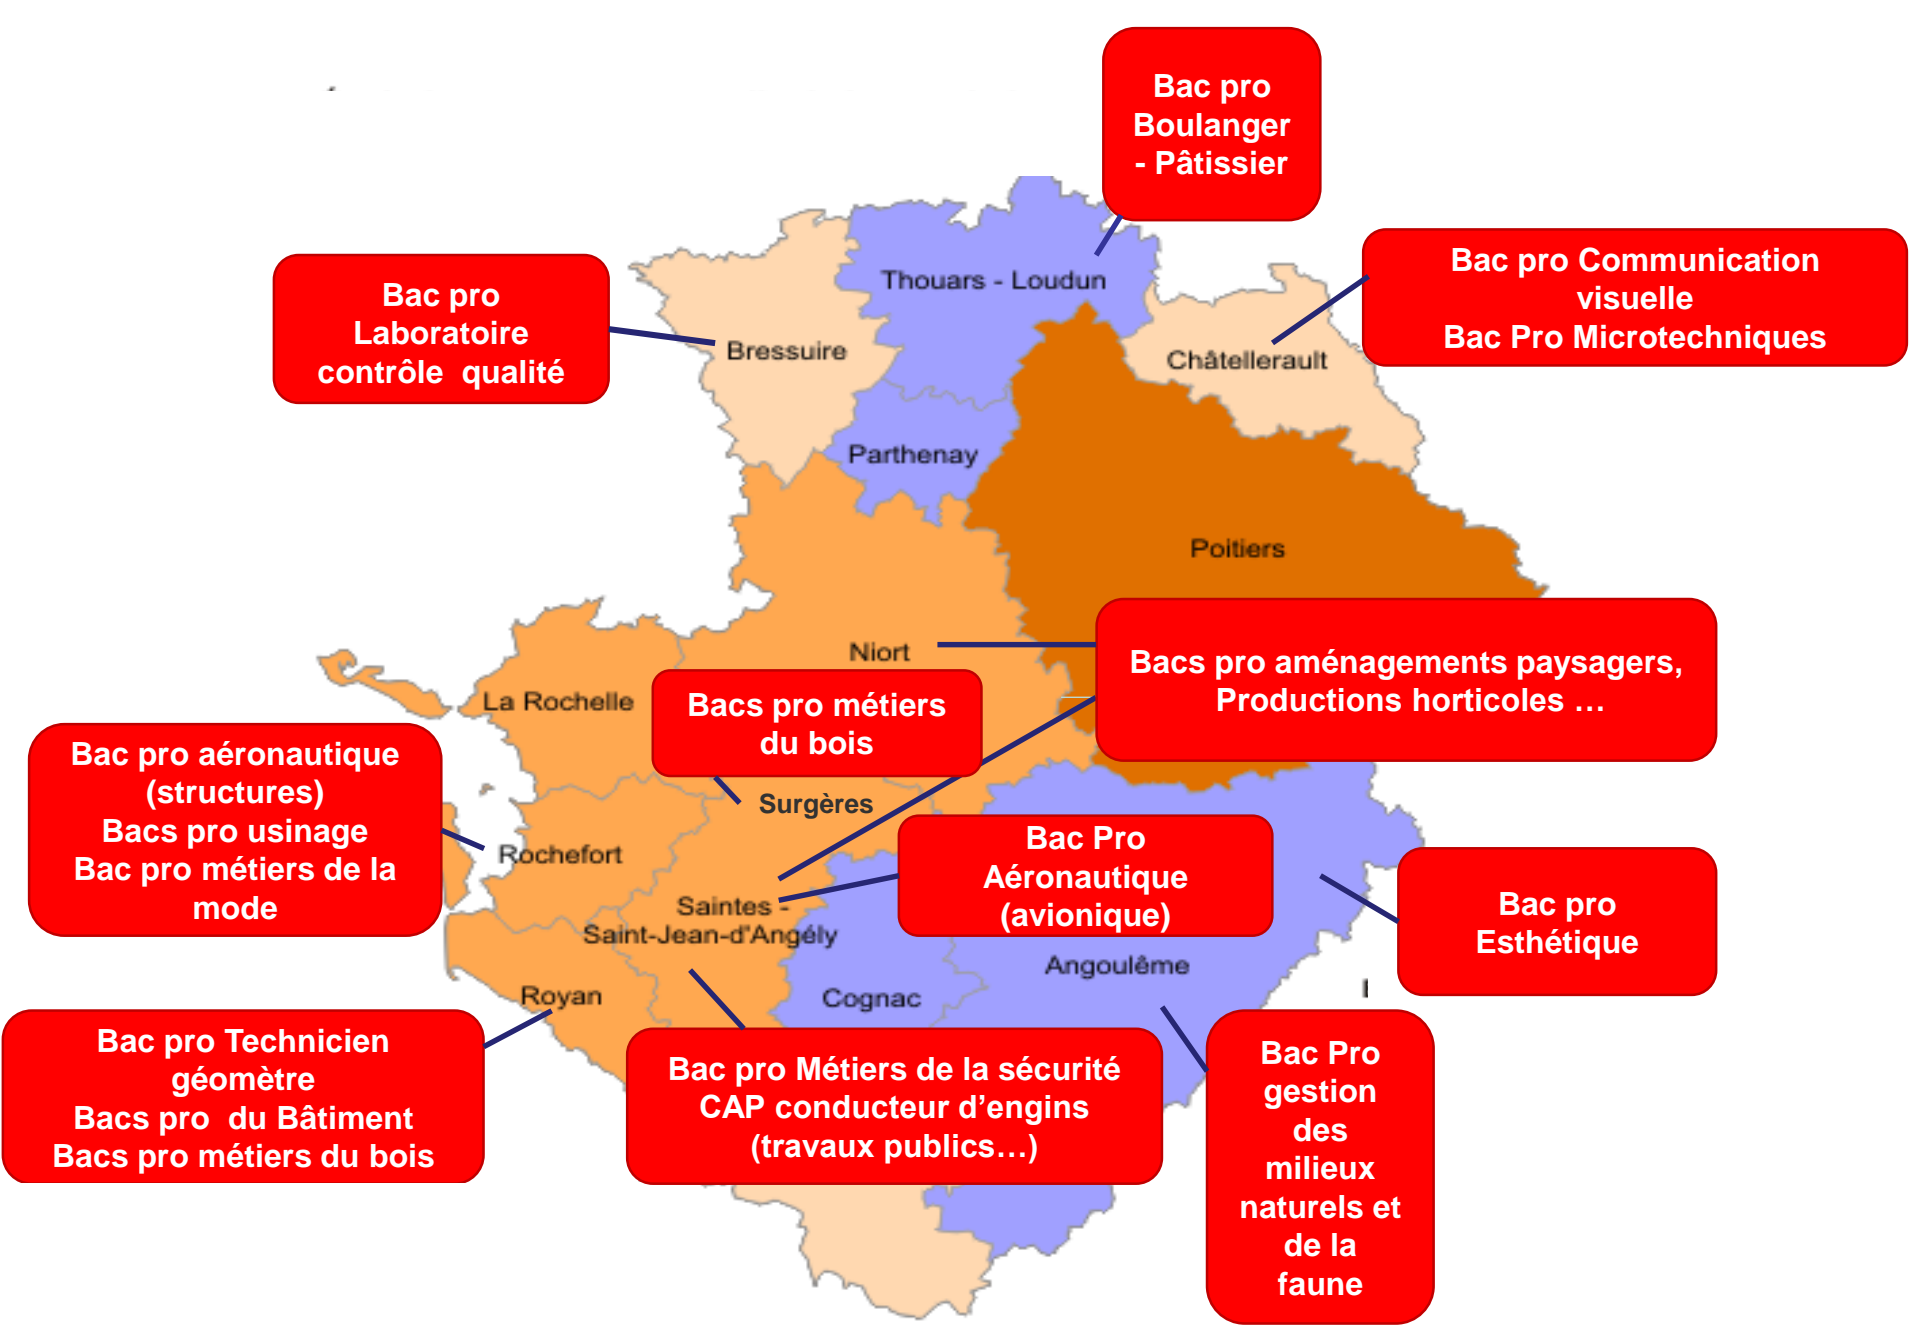 Bac pro
Boulanger
- Pâtissier
Bac pro Communication
visuelle
Bac Pro Microtechniques
Bac pro
Laboratoire
contrôle  qualité
Thouars - Loudun
Bressuire
Châtellerault
Parthenay
Poitiers
Niort
Bacs pro aménagements paysagers,
Productions horticoles …
La Rochelle
Bacs pro métiers
du bois
Bac pro aéronautique
(structures)
Bacs pro usinage
Bac pro métiers de la
mode
Surgères
Rochefort
Bac Pro
Aéronautique
(avionique)
Bac pro
Esthétique
Saintes -
Saint-Jean-d'Angély
Angoulême
Royan
Cognac
Bac pro Technicien
géomètre
Bacs pro  du Bâtiment
Bacs pro métiers du bois
Bac pro Métiers de la sécurité
CAP conducteur d’engins
(travaux publics…)
Bac Pro
gestion
des
milieux
naturels et
de la
faune